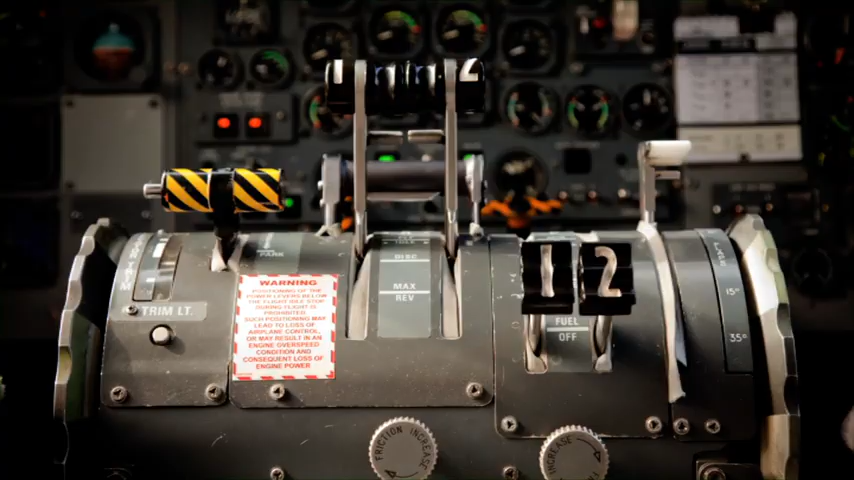 1 2
PARK
DISC
MAX
REV
1 2
FUEL
OFF
TRIM LT.
15°
35°
WARNING
POSITIONING OF THE
POWER LEVERS BELOW
THE FLIGHT IDLE STOP
DURING FLIGHT IS
PROHIBITED
SUCH POSITIONING MAY
LEAD TO LOSS OF
AIRPLANE CONTROL,
OR MAY RESULT IN AN
ENGINE OVERSPEED
CONDITION AND
CONSEQUENT LOSS OF
ENGINE POWER
FRICTION INCREASE
INCREASE